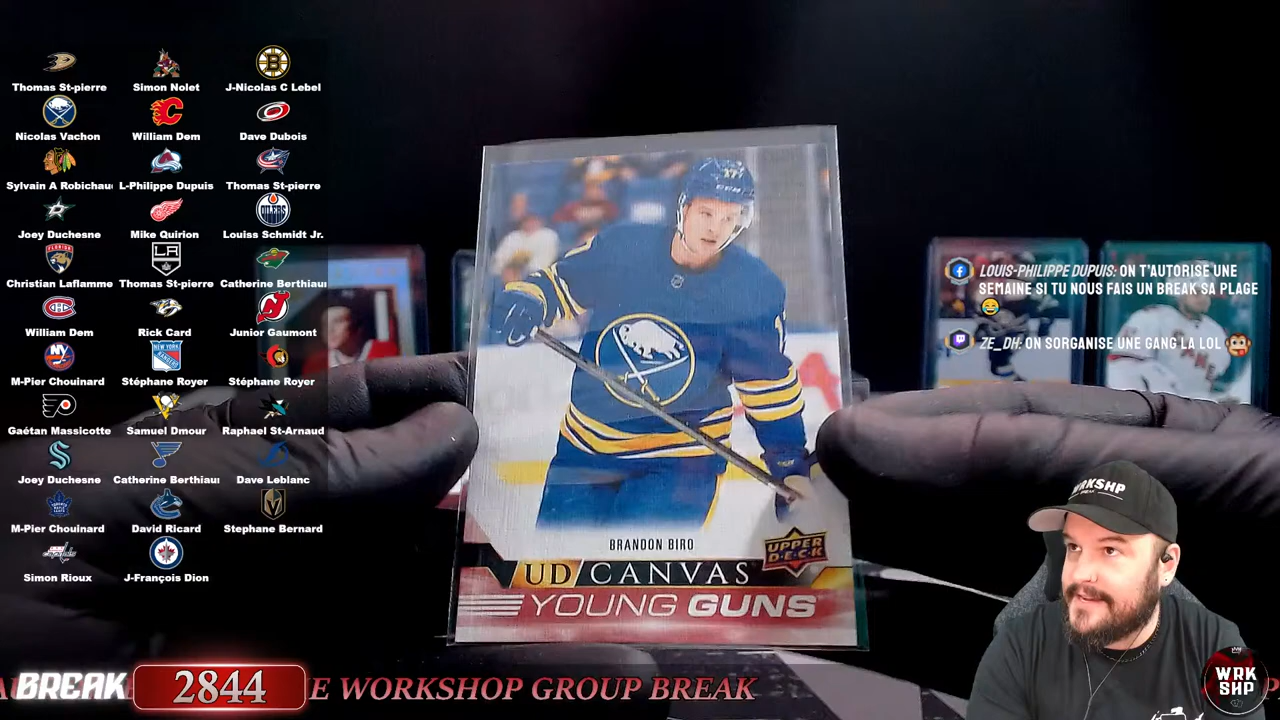 Thomas St-pierre
Simon Nolet
J-Nicolas C Lebel
Nicolas Vachon
William Dem
Dave Dubois
Sylvain A Robichau
L-Philippe Dupuis
Thomas St-pierre
Joey Duchesne
Mike Quirion
Louiss Schmidt Jr.
Christian Laflamme
Thomas St-pierre
Catherine Berthiau
William Dem
Rick Card
Junior Gaumont
M-Pier Chouinard
Stéphane Royer
Stéphane Royer
Gaétan Massicotte
Samuel Dmour
Raphael St-Arnaud
Joey Duchesne
Catherine Berthiau
Dave Leblanc
M-Pier Chouinard
David Ricard
Stephane Bernard
Simon Rioux
J-François Dion
BRANDON BIRO
UPPER
D·E·C·K
UD CANVAS
YOUNG GUNS
LOUIS-PHILIPPE DUPUIS: ON T'AUTORISE UNE
SEMAINE SI TU NOUS FAIS UN BREAK SA PLAGE
ZE_DH: ON SORGANISE UNE GANG LA LOL
WRKSHP
WRK
SHP
BREAK 2844
E WORKSHOP GROUP BREAK